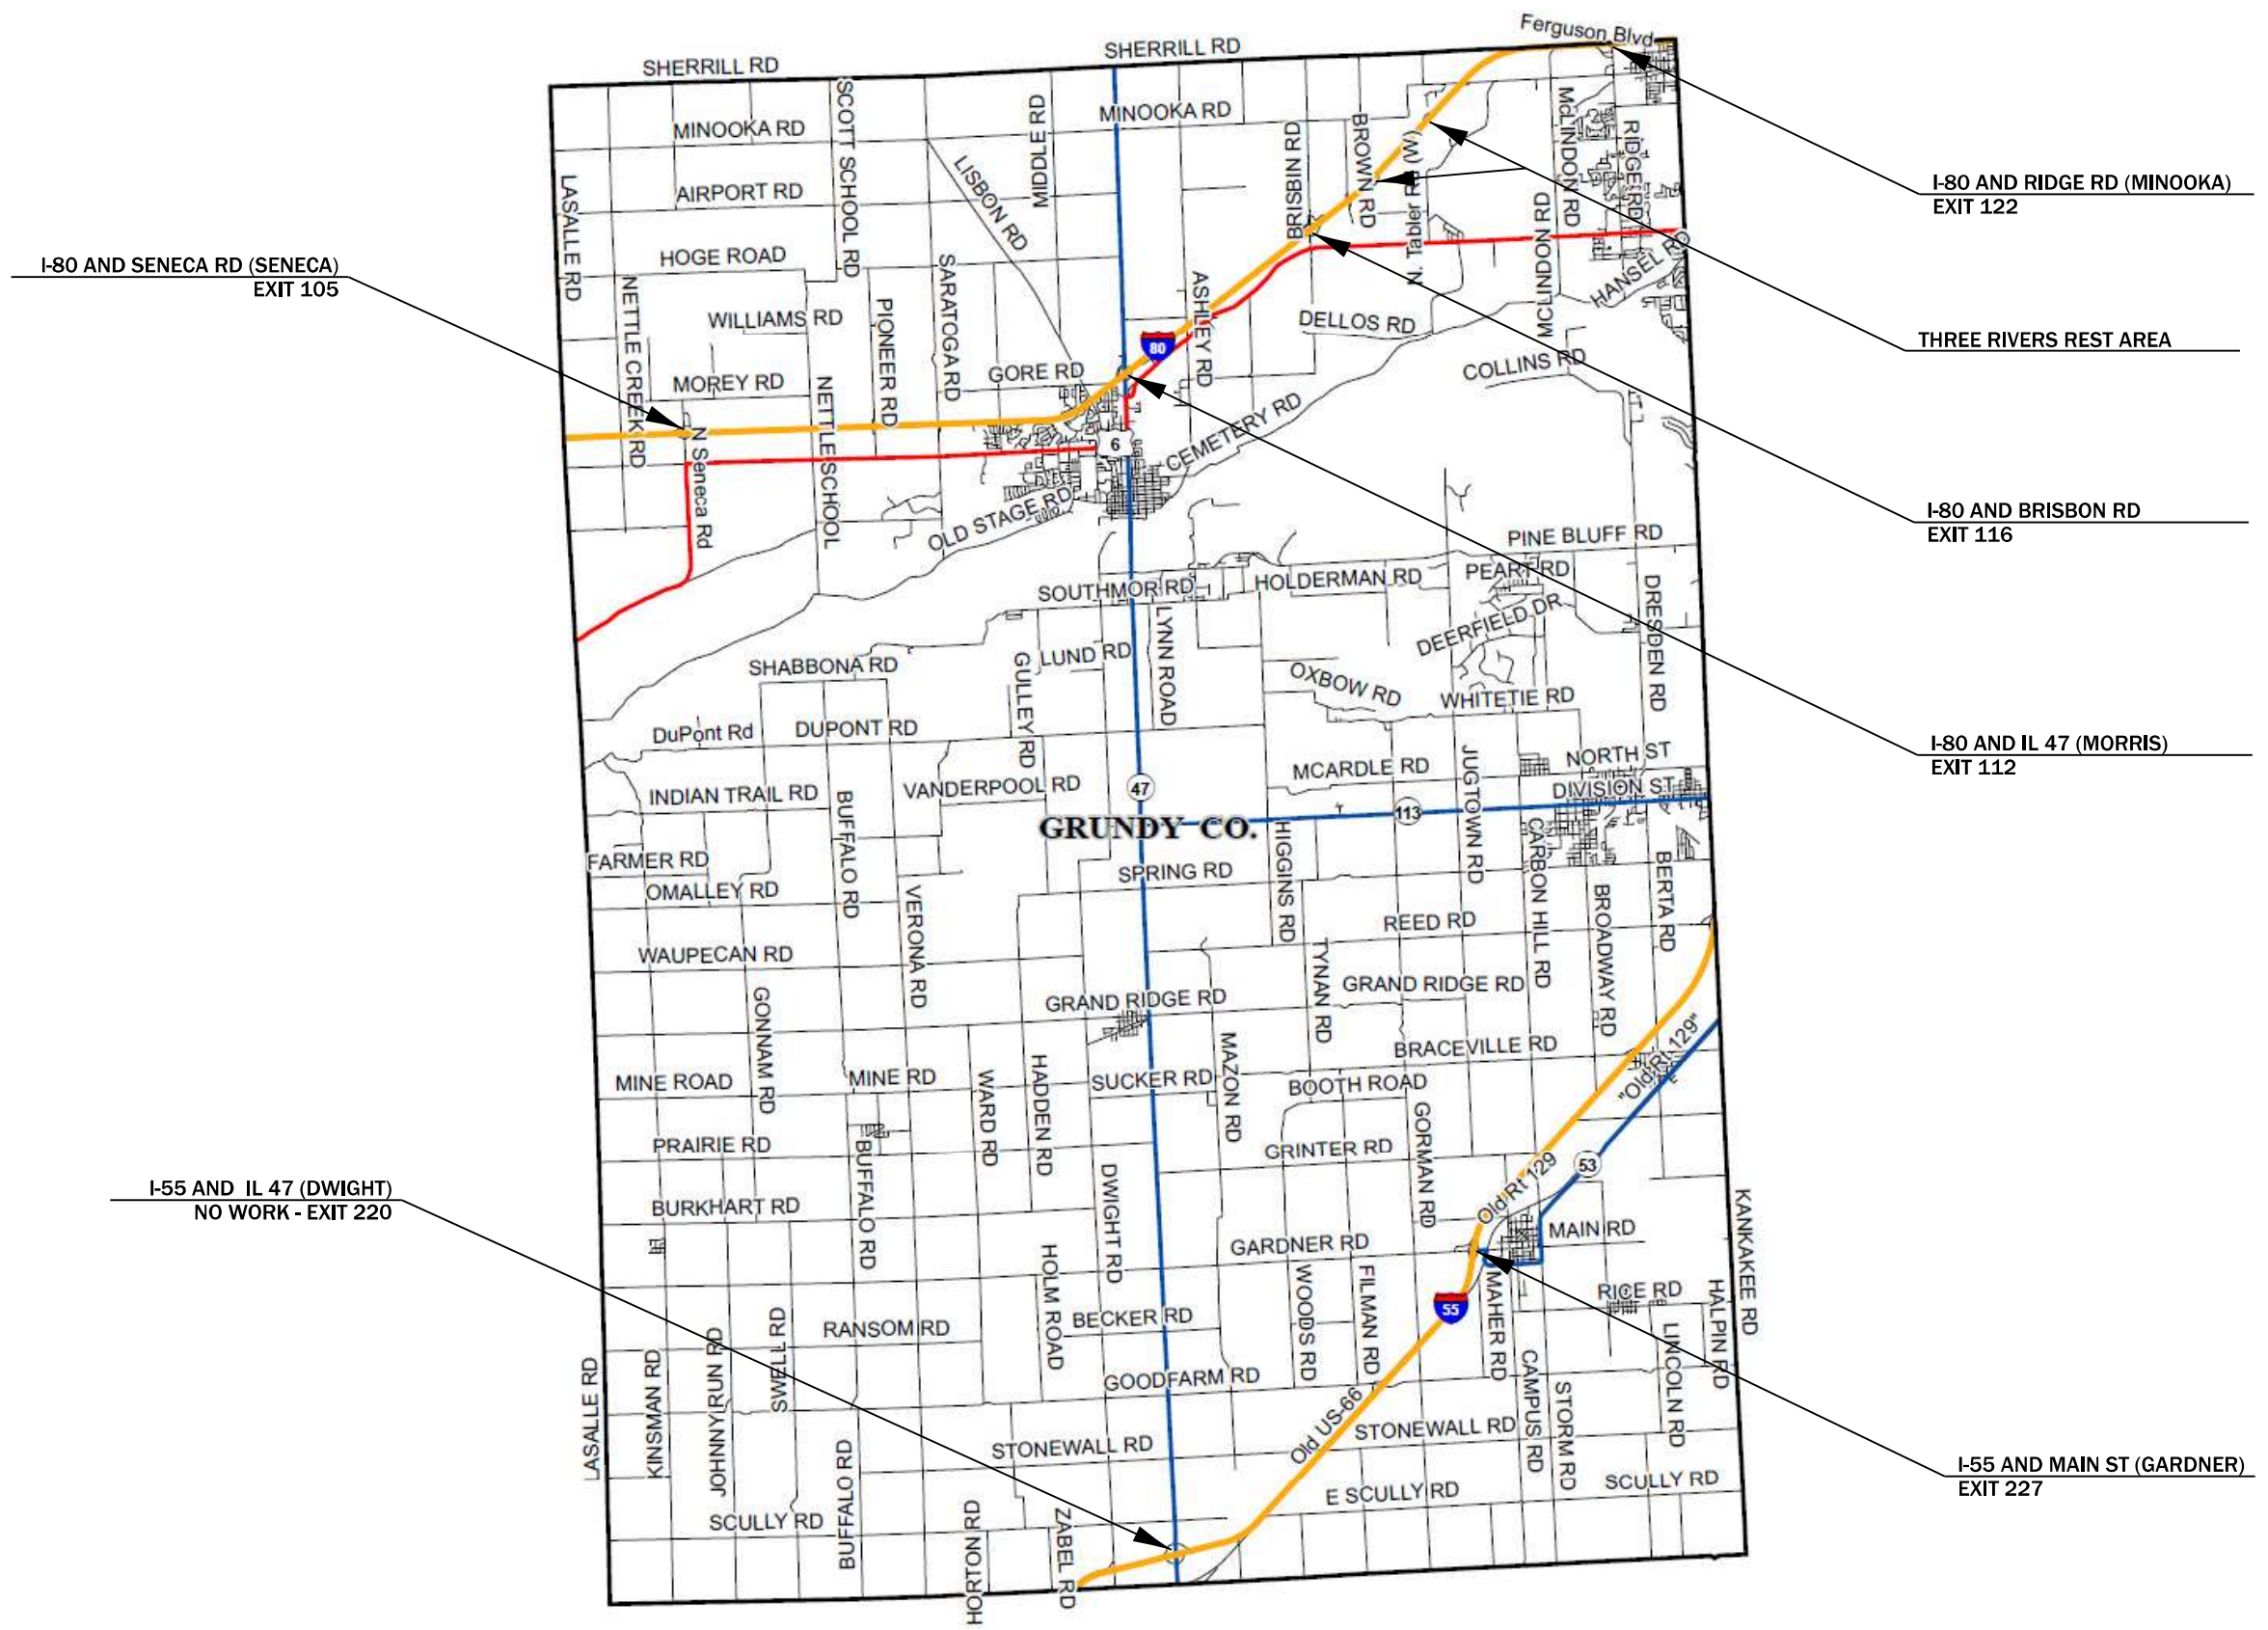 Ferguson Blvd
SHERRILL RD
SHERRILL RD
SCOTT SCHOOL RD
MIDDLE RD
MINOOKA RD
MINOOKA RD
BRISBIN RD
BROWN RD
N. Tabler Rd (W)
McLINDON RD
RIDGE RD
LASALLE RD
AIRPORT RD
LISBON RD
I-80 AND RIDGE RD (MINOOKA)
EXIT 122
HOGE ROAD
MCLINDON RD
HANSEL RD
I-80 AND SENECA RD (SENECA)
EXIT 105
NETTLE CREEK RD
WILLIAMS RD
PIONEER RD
SARATOGA RD
ASHLEY RD
DELLOS RD
THREE RIVERS REST AREA
80
MOREY RD
NETTLE SCHOOL
GORE RD
COLLINS RD
N Seneca Rd
6
CEMETERY RD
OLD STAGE RD
I-80 AND BRISBON RD
EXIT 116
PINE BLUFF RD
SOUTHMOR RD
HOLDERMAN RD
PEART RD
DEERFIELD DR
DRESDEN RD
LYNN ROAD
SHABBONA RD
GULLEY RD
LUND RD
OXBOW RD
WHITETIE RD
DuPont Rd
DUPONT RD
I-80 AND IL 47 (MORRIS)
EXIT 112
NORTH ST
MCARDLE RD
JUGTOWN RD
DIVISION ST
INDIAN TRAIL RD
BUFFALO RD
VANDERPOOL RD
47
113
GRUNDY CO.
HIGGINS RD
CARBON HILL RD
FARMER RD
OMALLEY RD
VERONA RD
SPRING RD
BROADWAY RD
BERTA RD
REED RD
WAUPECAN RD
TYNAN RD
GONNAM RD
GRAND RIDGE RD
GRAND RIDGE RD
MAZON RD
BRACEVILLE RD
"Old Rt 129"
MINE ROAD
MINE RD
WARD RD
HADDEN RD
SUCKER RD
BOOTH ROAD
GORMAN RD
PRAIRIE RD
BUFFALO RD
DWIGHT RD
GRINTER RD
Old Rt 129
53
I-55 AND IL 47 (DWIGHT)
NO WORK - EXIT 220
BURKHART RD
KANKAKEE RD
MAIN RD
GARDNER RD
HOLM ROAD
WOODS RD
FILMAN RD
MAHER RD
RICE RD
HALPIN RD
55
SWELL RD
RANSOM RD
BECKER RD
LINCOLN RD
LASALLE RD
KINSMAN RD
JOHNNY RUN RD
GOODFARM RD
CAMPUS RD
STORM RD
Old US-66
STONEWALL RD
STONEWALL RD
BUFFALO RD
I-55 AND MAIN ST (GARDNER)
EXIT 227
SCULLY RD
E SCULLY RD
SCULLY RD
HORTON RD
ZABEL RD